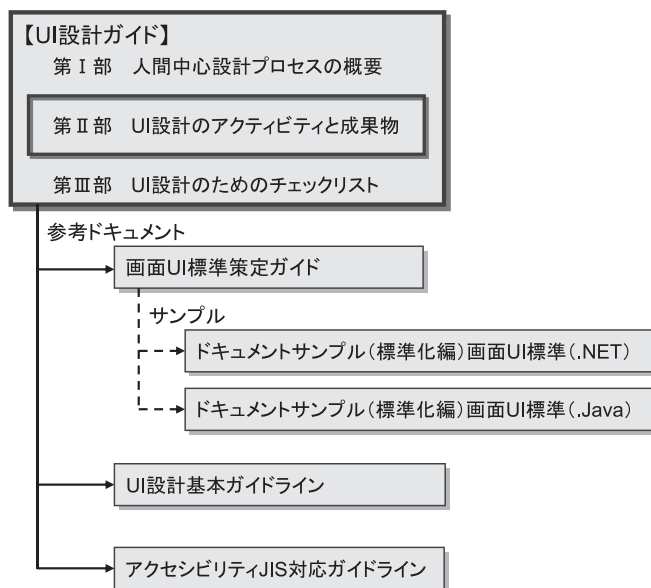 【UI設計ガイド】
第Ⅰ部　人間中心設計プロセスの概要
第Ⅱ部　UI設計のアクティビティと成果物
第Ⅲ部　UI設計のためのチェックリスト
参考ドキュメント
画面UI標準策定ガイド
サンプル
ドキュメントサンプル（標準化編）画面UI標準（.NET）
ドキュメントサンプル（標準化編）画面UI標準（.Java）
UI設計基本ガイドライン
アクセシビリティJIS対応ガイドライン